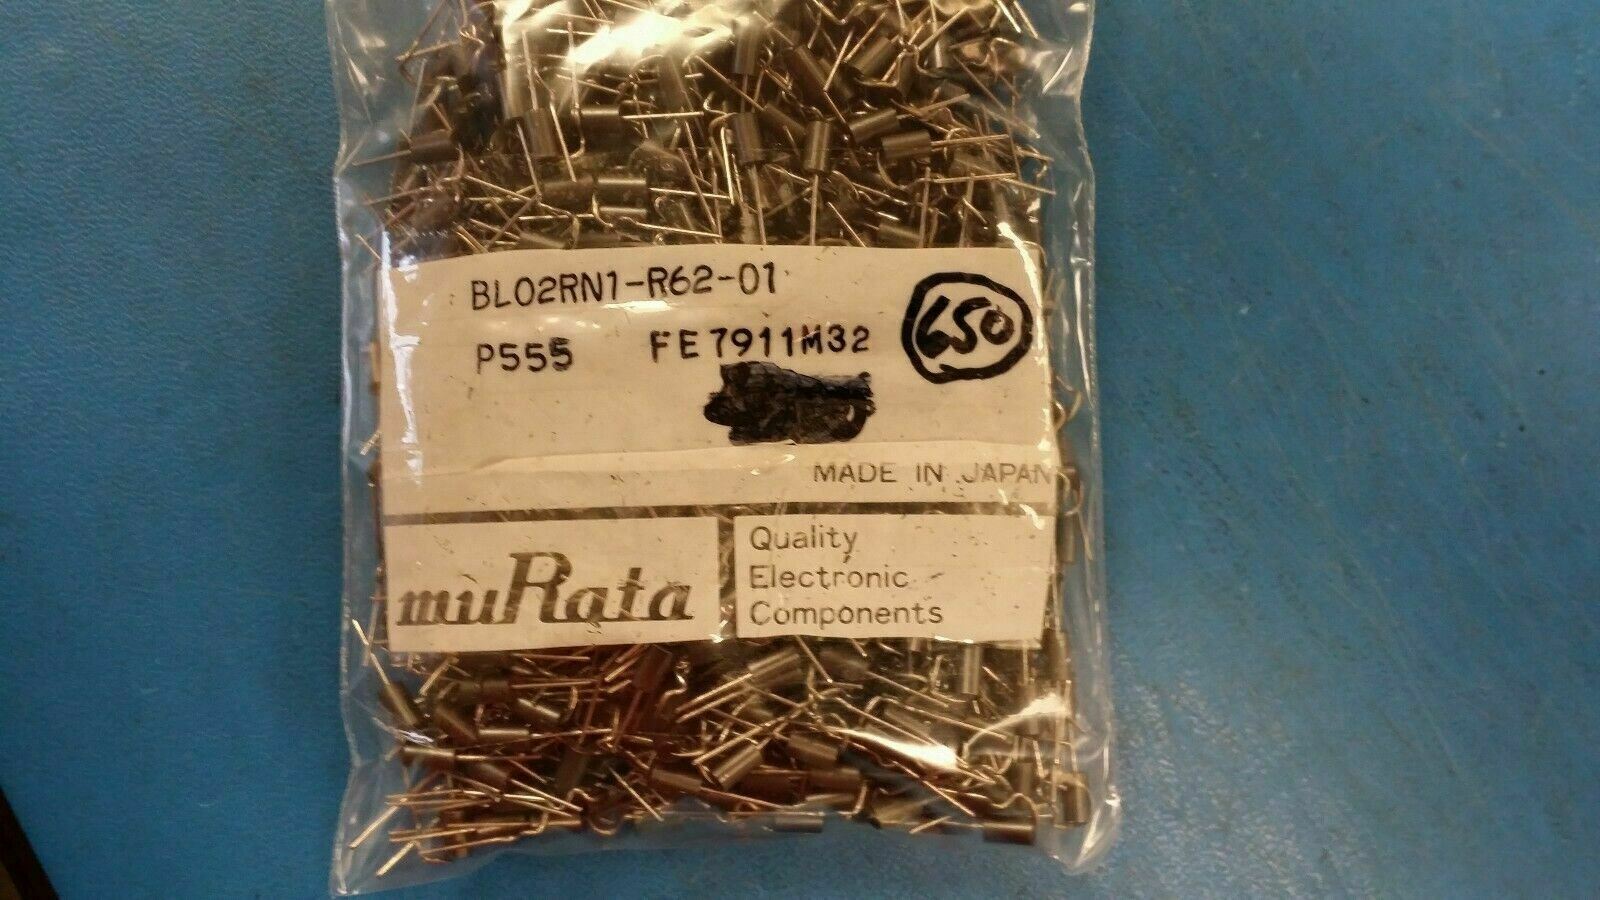 BL02RN1-R62-01
P555 FE7911M32
650
MADE IN JAPAN
muRata
Quality
Electronic
Components